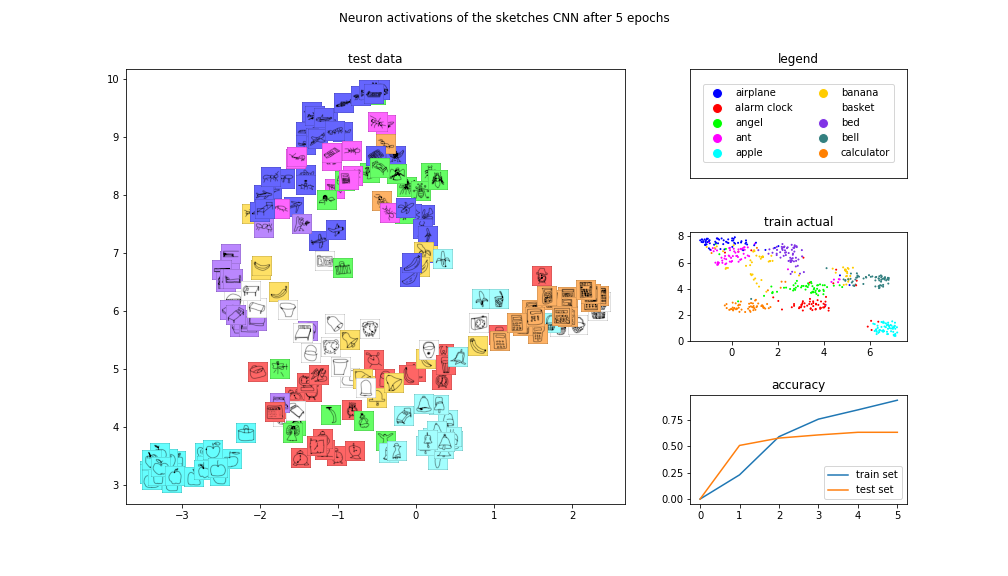 Neuron activations of the sketches CNN after 5 epochs
test data
10
9
8
7
6
5
4
3
−3
−2
−1
0
1
2
legend
airplane
alarm clock
angel
ant
apple
banana
basket
bed
bell
calculator
train actual
8
6
4
2
0
0
2
4
6
accuracy
0.75
0.50
0.25
0.00
train set
test set
0
1
2
3
4
5